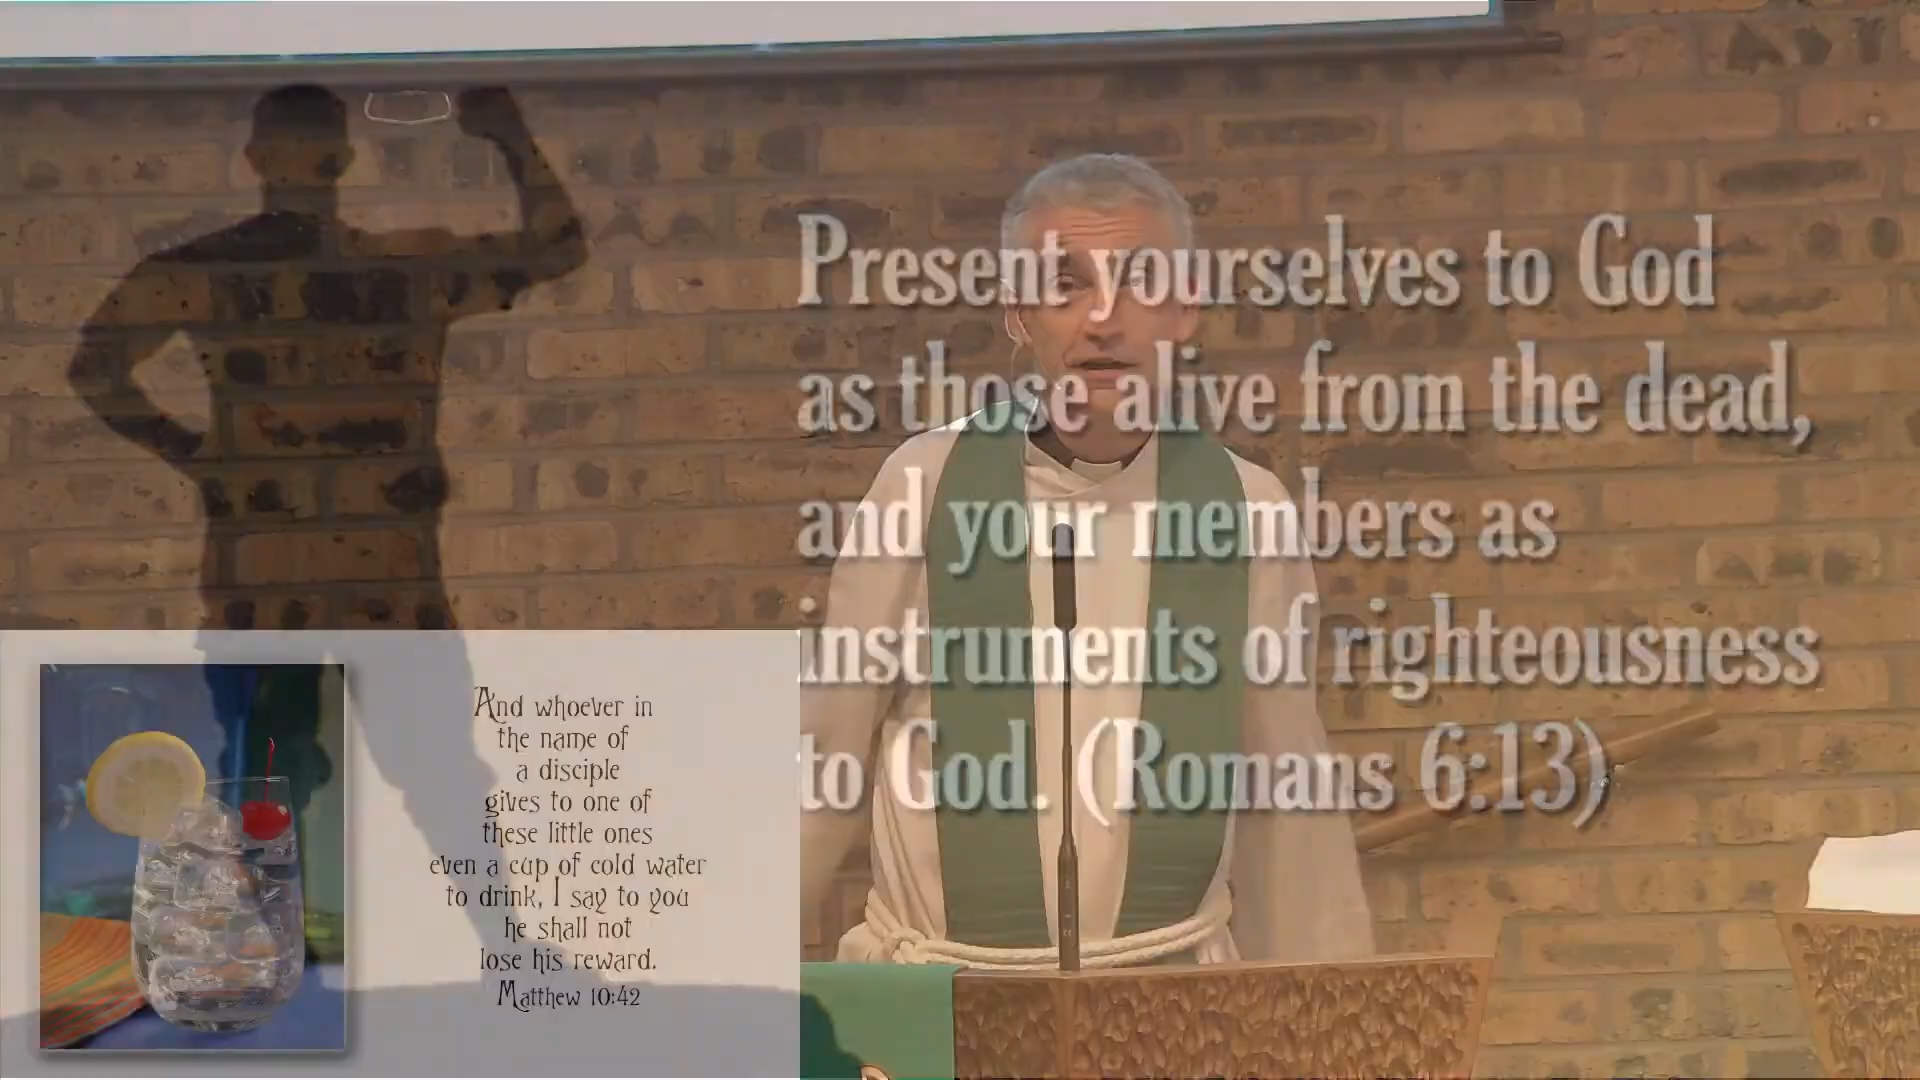 Present yourselves to God
as those alive from the dead,
and your members as
instruments of righteousness
to God. (Romans 6:13)
And whoever in
the name of
a disciple
gives to one of
these little ones
even a cup of cold water
to drink, I say to you
he shall not
lose his reward.
Matthew 10:42